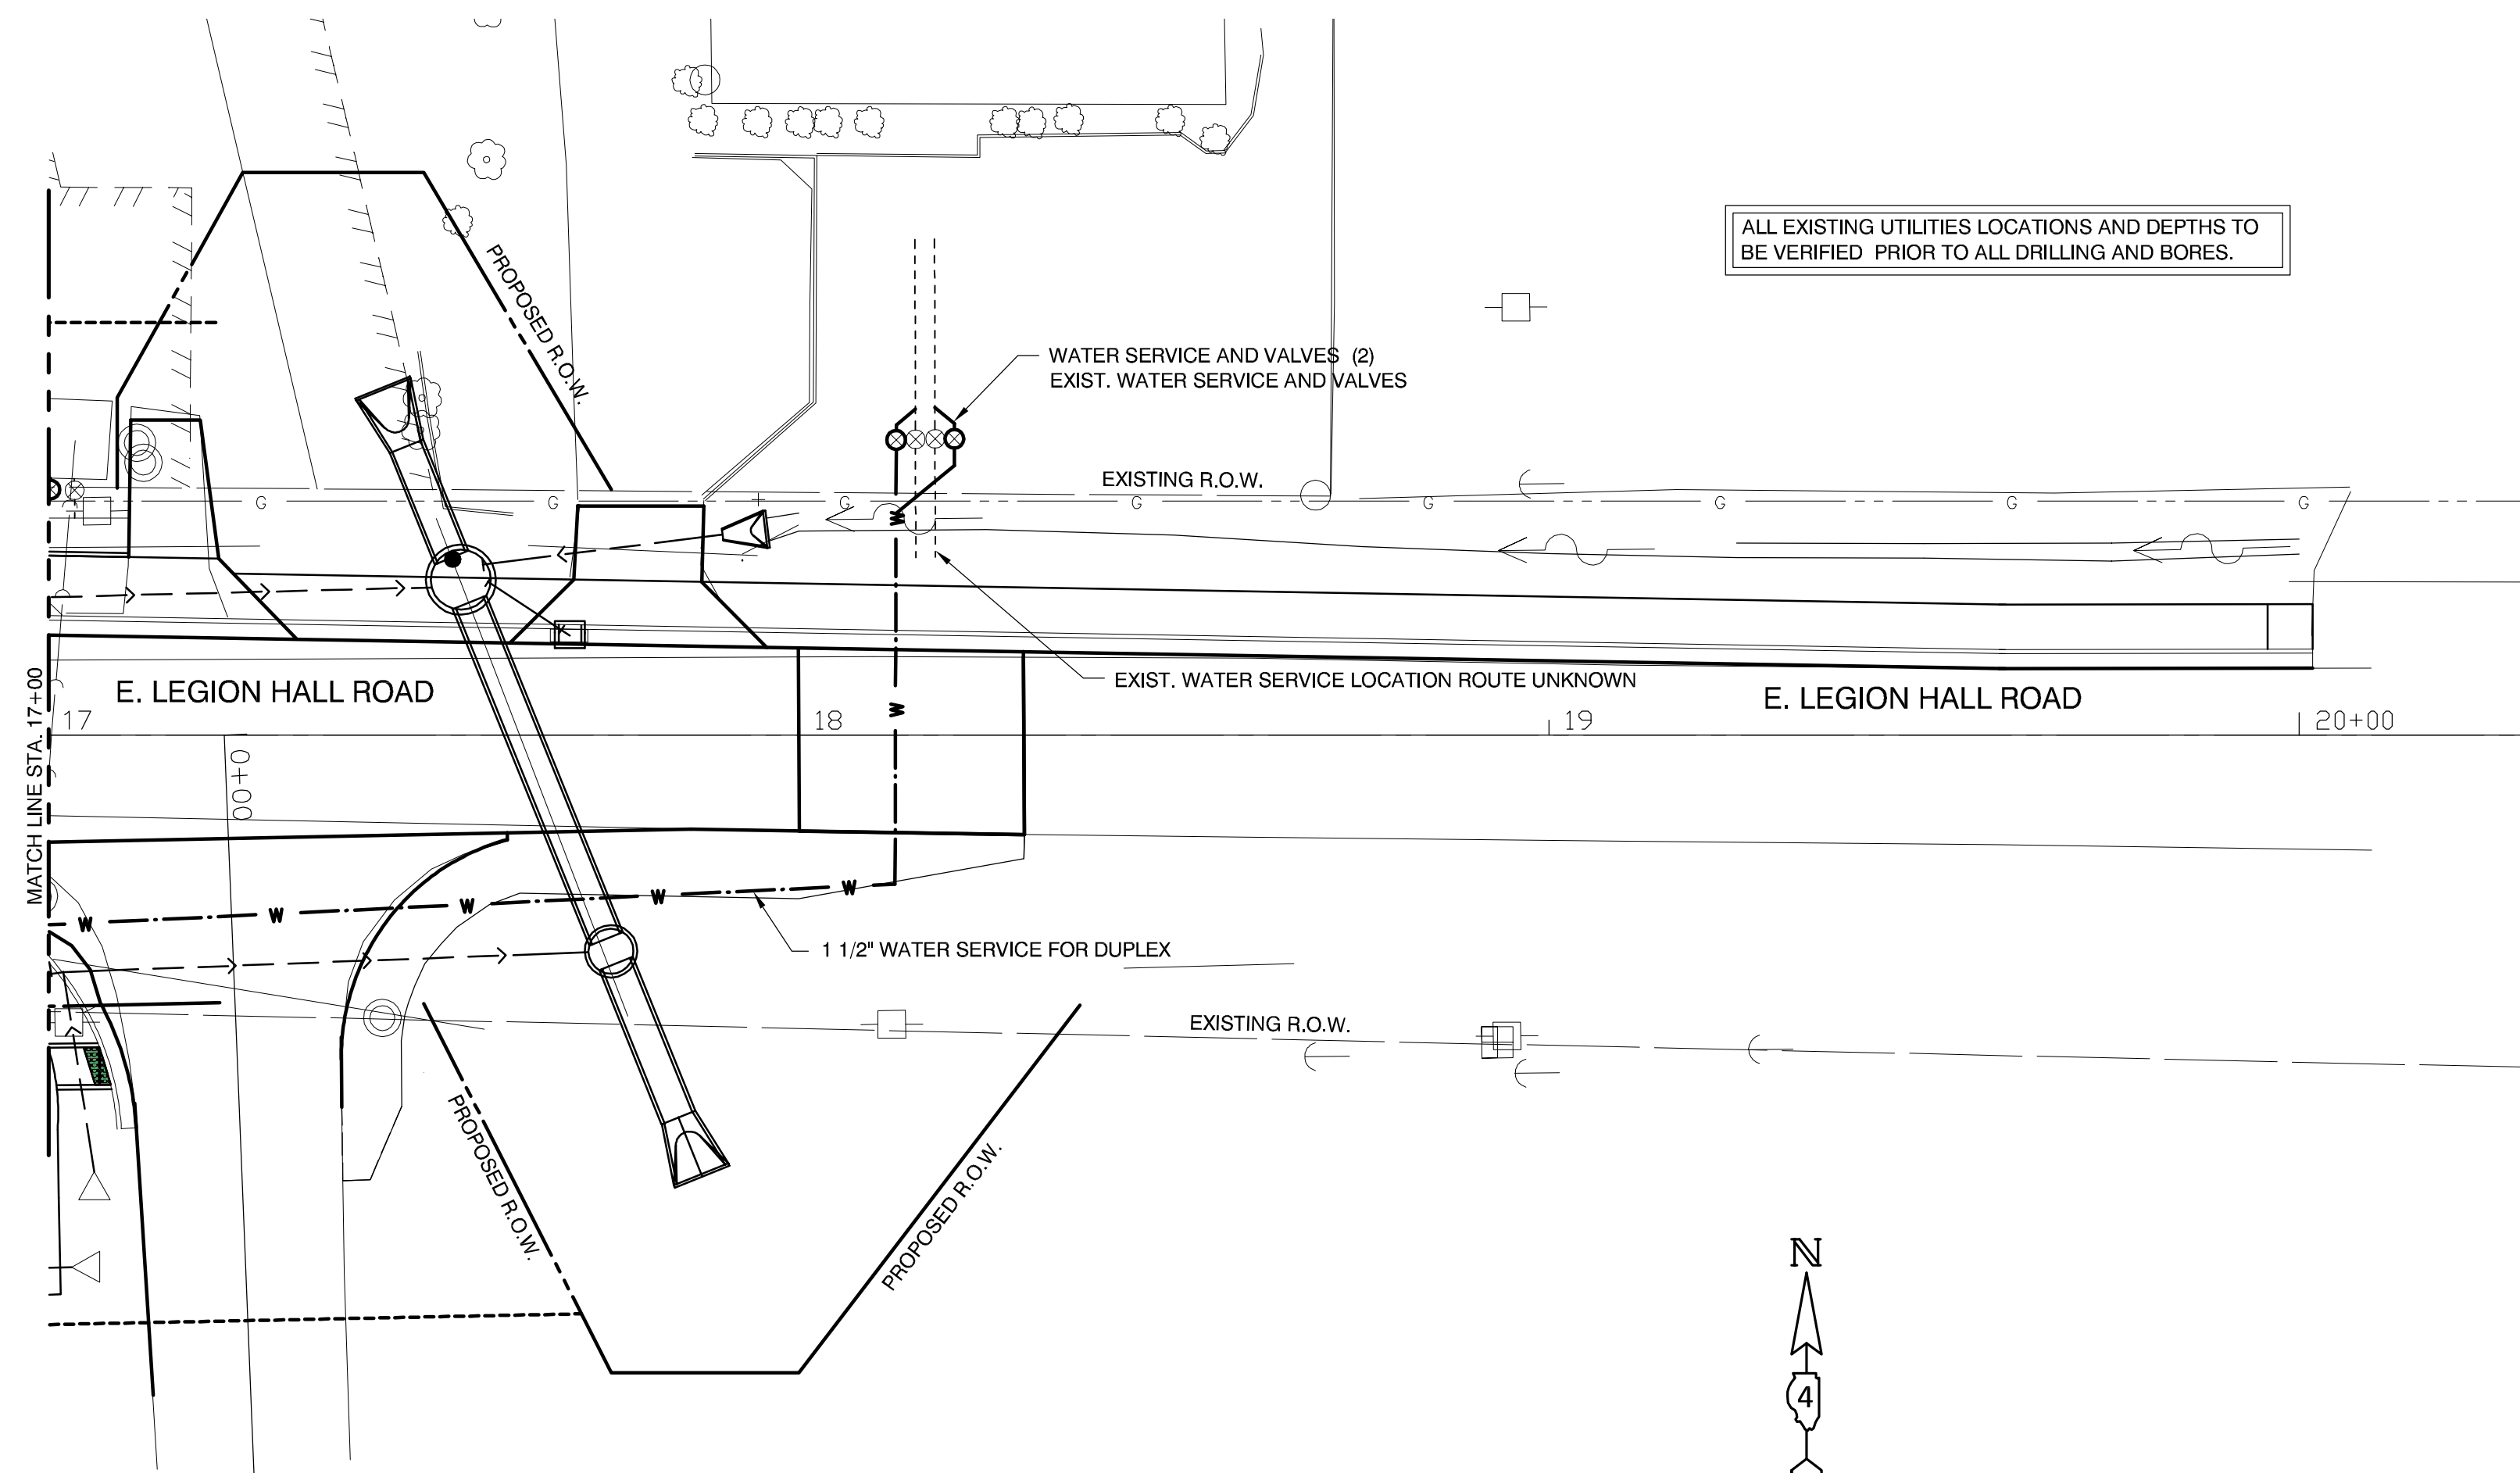 ALL EXISTING UTILITIES LOCATIONS AND DEPTHS TO
BE VERIFIED PRIOR TO ALL DRILLING AND BORES.
PROPOSED R.O.W.
WATER SERVICE AND VALVES (2)
EXIST. WATER SERVICE AND VALVES
EXISTING R.O.W.
G G G G G G G G
W
EXIST. WATER SERVICE LOCATION ROUTE UNKNOWN
E. LEGION HALL ROAD
E. LEGION HALL ROAD
W
17 18 19 20+00
MATCH LINE STA. 17+00
0+00
W W W W W
1 1/2" WATER SERVICE FOR DUPLEX
EXISTING R.O.W.
PROPOSED R.O.W.
PROPOSED R.O.W.
N
4